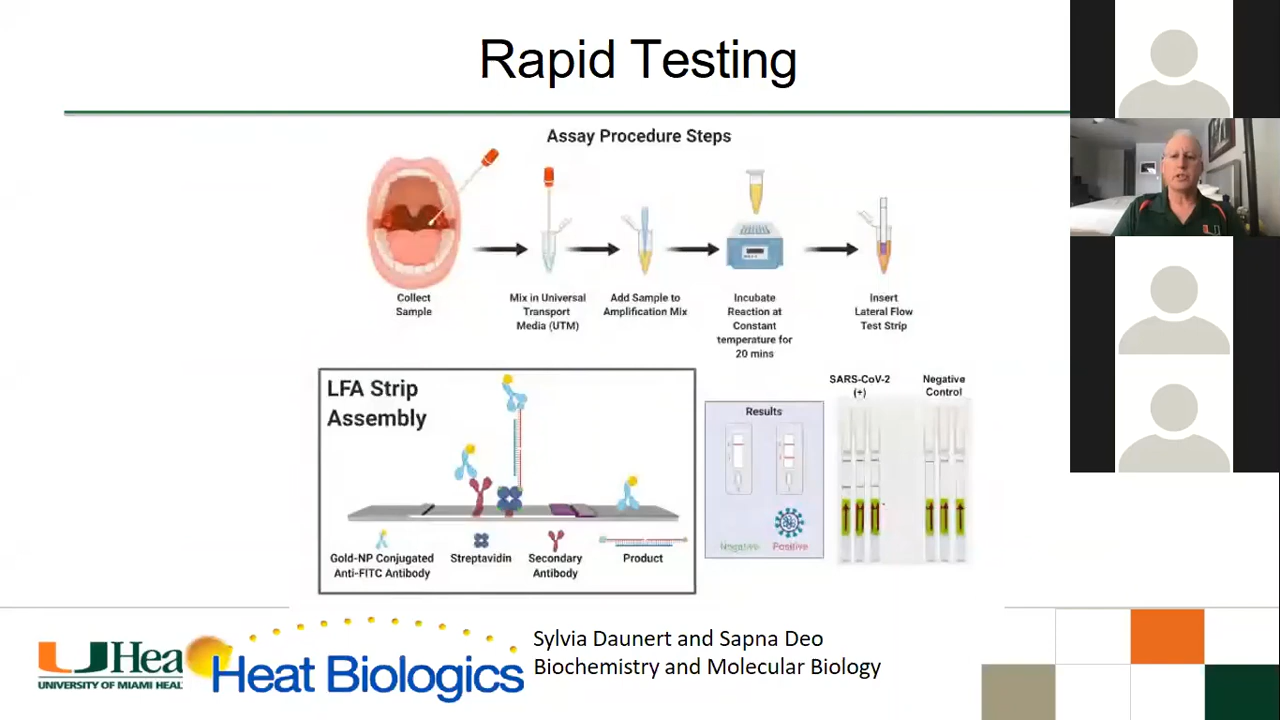 Rapid Testing
Assay Procedure Steps
Collect
Sample
Mix in Universal
Transport
Media (UTM)
Add Sample to
Amplification Mix
Incubate
Reaction at
Constant
temperature for
20 mins
Insert
Lateral Flow
Test Strip
LFA Strip
Assembly
Gold-NP Conjugated
Anti-FITC Antibody
Streptavidin
Secondary
Antibody
Product
Results
Negative
Positive
SARS-CoV-2
(+)
Negative
Control
UHea
UNIVERSITY OF MIAMI HEAL
Heat Biologics
Sylvia Daunert and Sapna Deo
Biochemistry and Molecular Biology